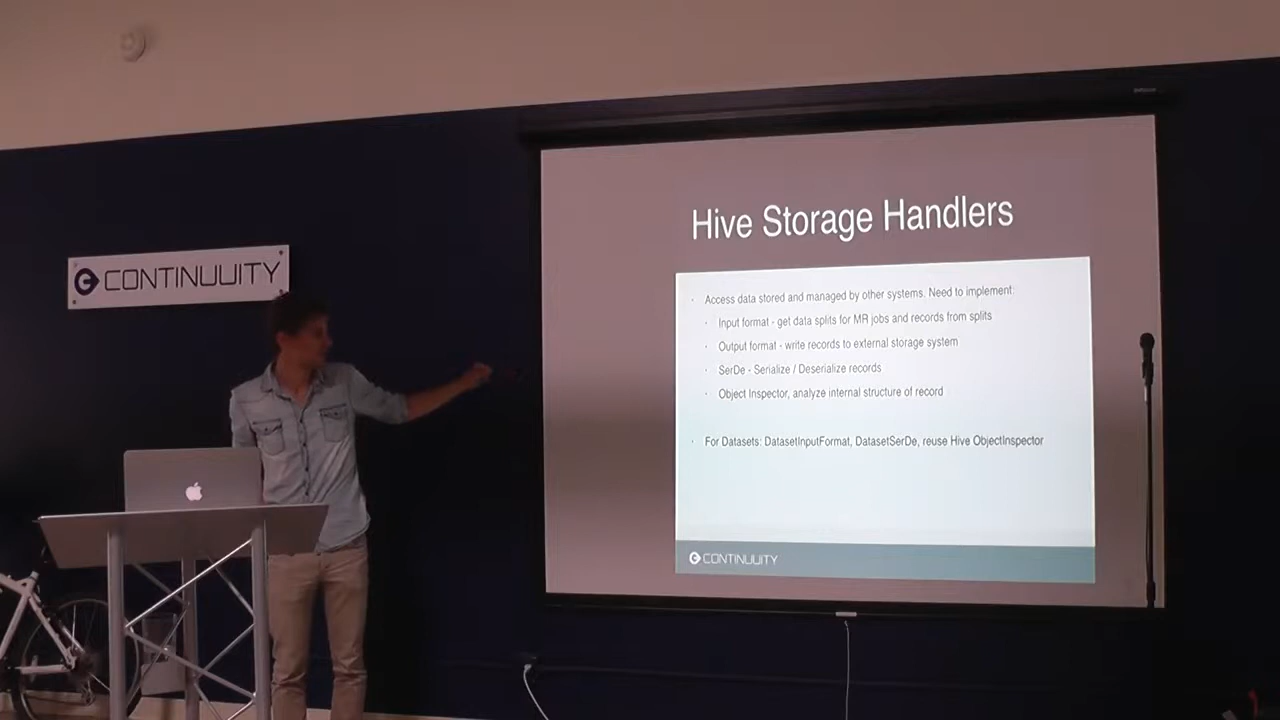 CONTINUUITY
Hive Storage Handlers
· Access data stored and managed by other systems. Need to implement:
· Input format - get data splits for MR jobs and records from splits
· Output format - write records to external storage system
· SerDe - Serialize / Deserialize records
· Object Inspector, analyze internal structure of record
· For Datasets: DatasetInputFormat, DatasetSerDe, reuse Hive ObjectInspector
CONTINUUITY